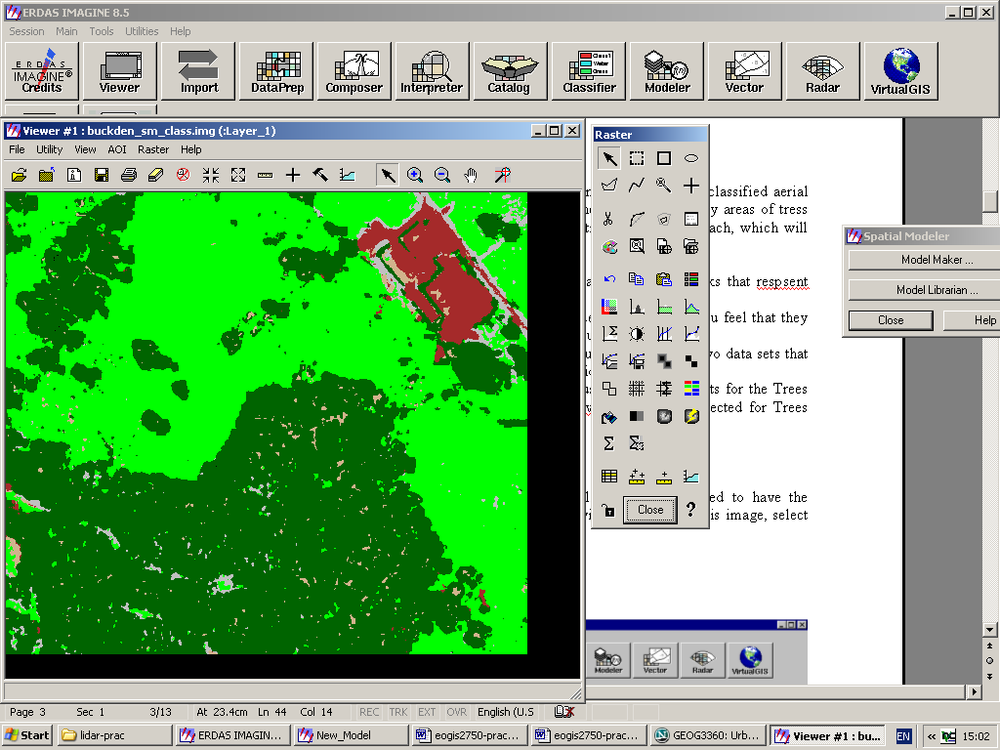 ERDAS IMAGINE 8.5
Session Main Tools Utilities Help
ERDAS
IMAGINE®
Credits Viewer Import DataPrep Composer Interpreter Catalog Classifier Modeler Vector Radar VirtualGIS
Viewer #1 : buckden_sm_class.img (:Layer_1)
File Utility View AOI Raster Help
Raster
Close ?
classified aerial
y areas of tress
ach, which will
ks that respsent
u feel that they
vo data sets that
ts for the Trees
ected for Trees
ed to have the
is image, select
Spatial Modeler
Model Maker ...
Model Librarian ...
Close Help
Modeler Vector Radar VirtualGIS
Page 3 Sec 1 3/13 At 23.4cm Ln 44 Col 14 REC TRK EXT OVR English (U.S
Start lidar-prac ERDAS IMAGIN... New_Model eogis2750-prac... eogis2750-prac... GEOG3360: Urb... Viewer #1 : bu... EN « 15:02